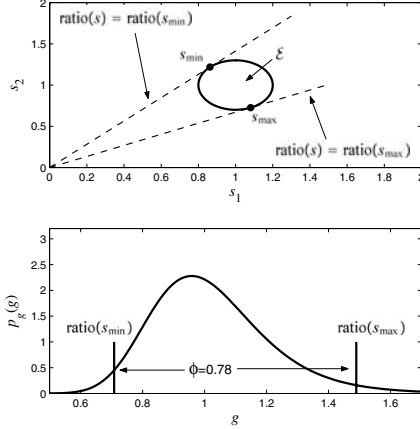 2
ratio(s) = ratio(s_min)
1.5
s_min
ℰ
s_2
1
s_max
0.5
ratio(s) = ratio(s_max)
0
0 0.2 0.4 0.6 0.8 1 1.2 1.4 1.6 1.8 2
s_1
3
2.5
2
p_g(g)
1.5
ratio(s_min) ratio(s_max)
1
0.5
ϕ=0.78
0
0.6 0.8 1 1.2 1.4 1.6
g